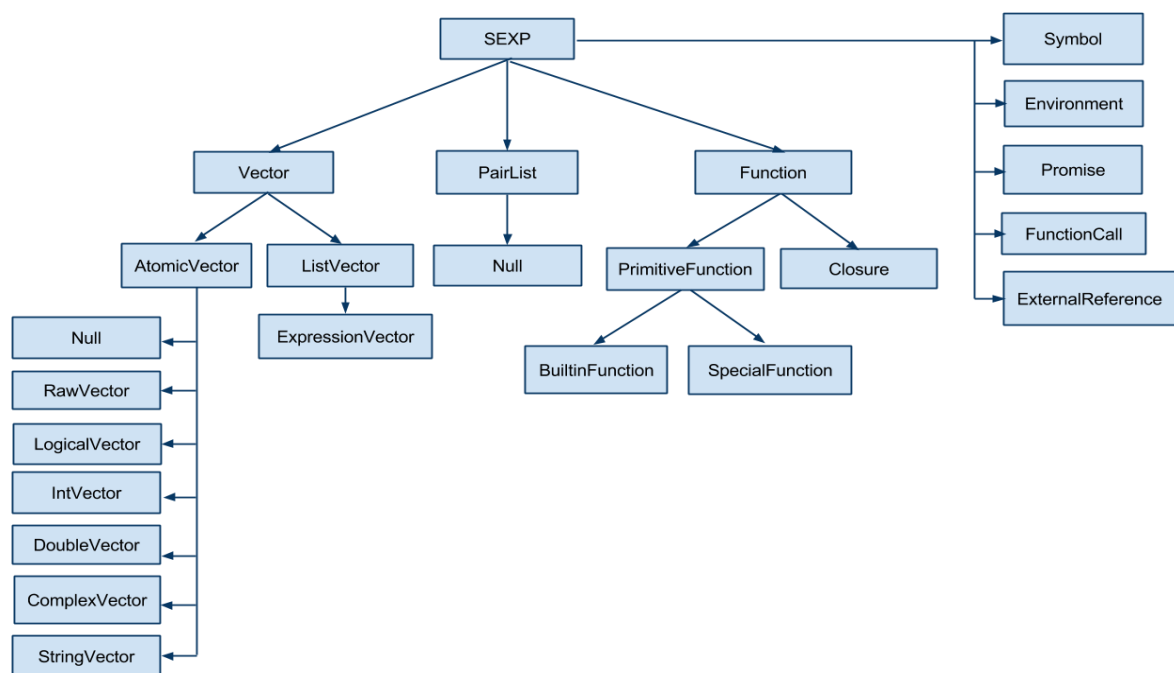 SEXP
Symbol
Environment
Vector
PairList
Function
Promise
FunctionCall
AtomicVector
ListVector
Null
PrimitiveFunction
Closure
ExternalReference
Null
ExpressionVector
RawVector
BuiltinFunction
SpecialFunction
LogicalVector
IntVector
DoubleVector
ComplexVector
StringVector